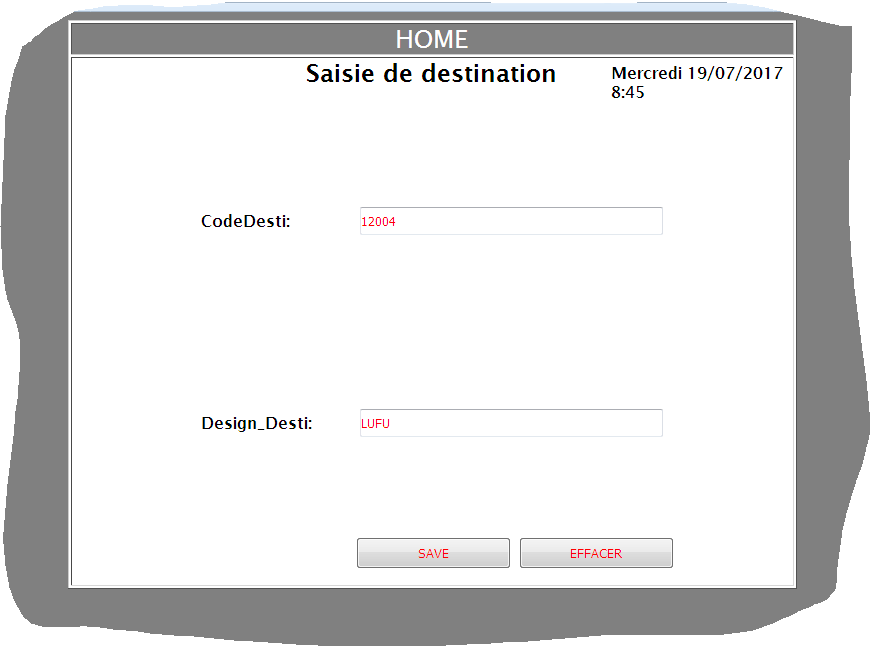 HOME
Saisie de destination
Mercredi 19/07/2017
8:45
CodeDesti:
12004
Design_Desti:
LUFU
SAVE
EFFACER